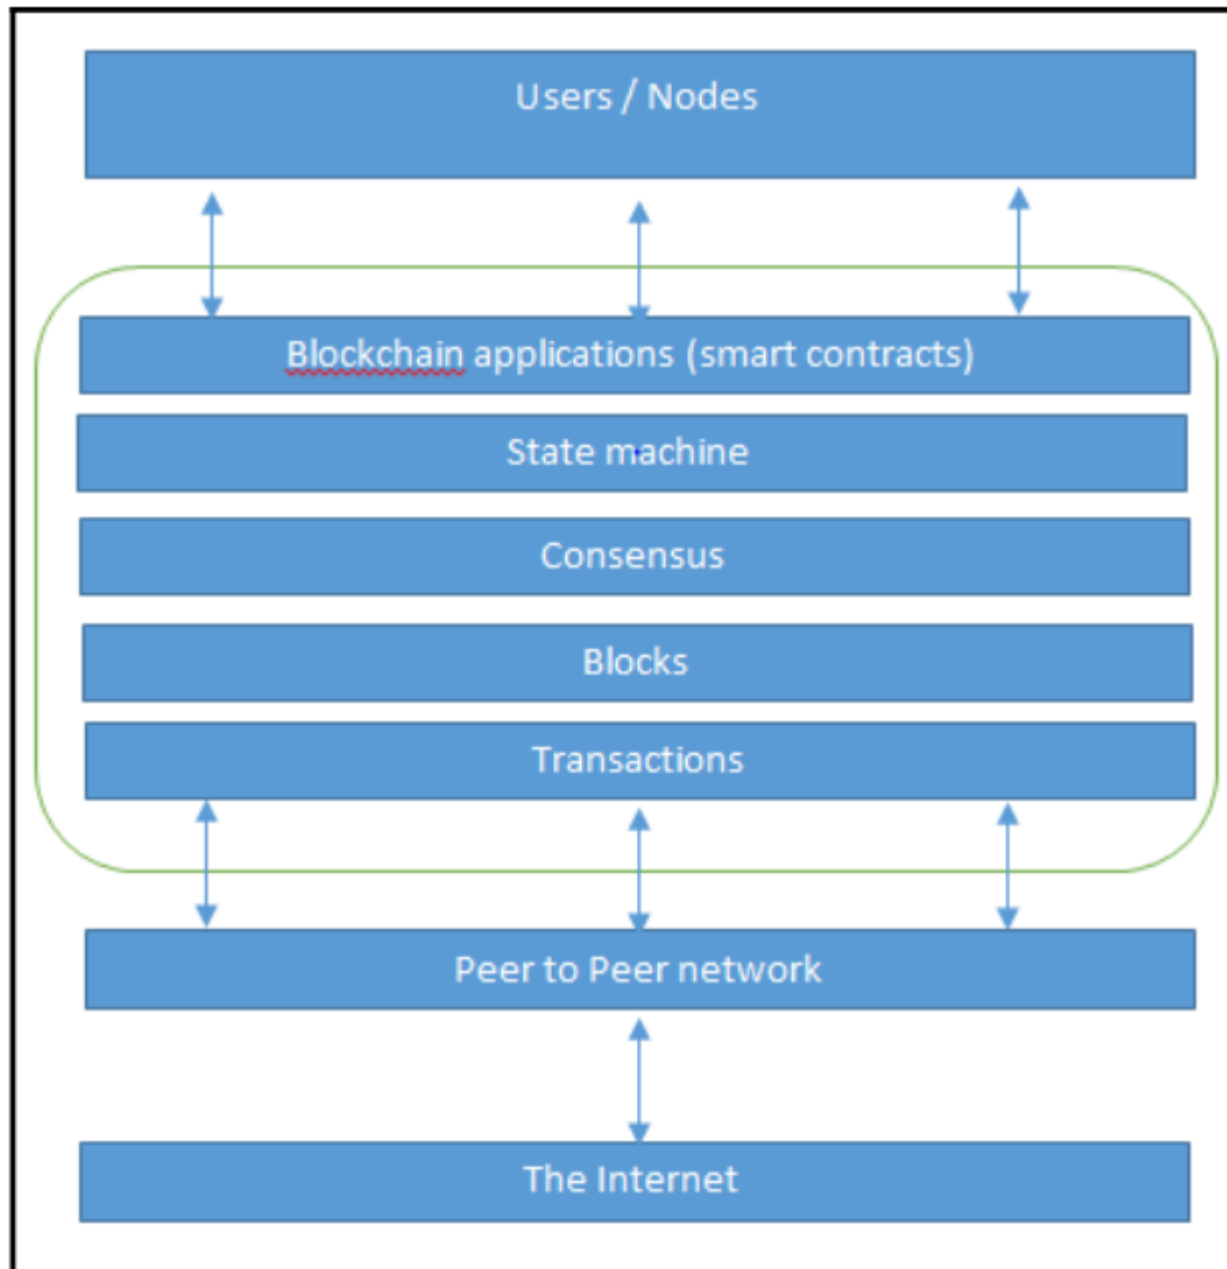 Users / Nodes
Blockchain applications (smart contracts)
State machine
Consensus
Blocks
Transactions
Peer to Peer network
The Internet